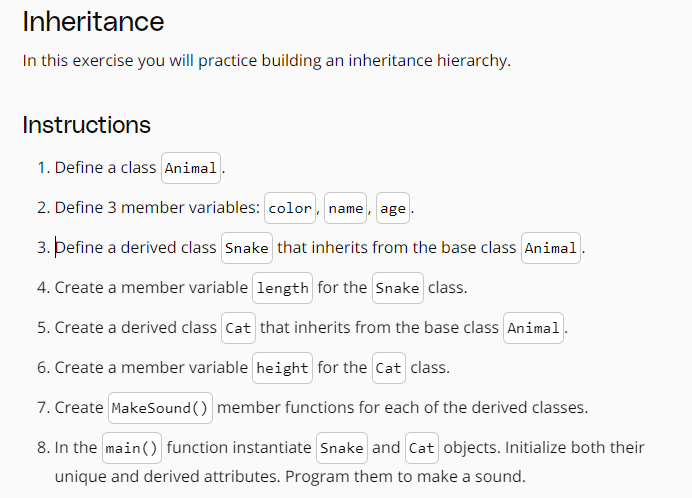 Inheritance
In this exercise you will practice building an inheritance hierarchy.
Instructions
1. Define a class Animal.
2. Define 3 member variables: color, name, age.
3. Define a derived class Snake that inherits from the base class Animal.
4. Create a member variable length for the Snake class.
5. Create a derived class Cat that inherits from the base class Animal.
6. Create a member variable height for the Cat class.
7. Create MakeSound() member functions for each of the derived classes.
8. In the main() function instantiate Snake and Cat objects. Initialize both their
unique and derived attributes. Program them to make a sound.